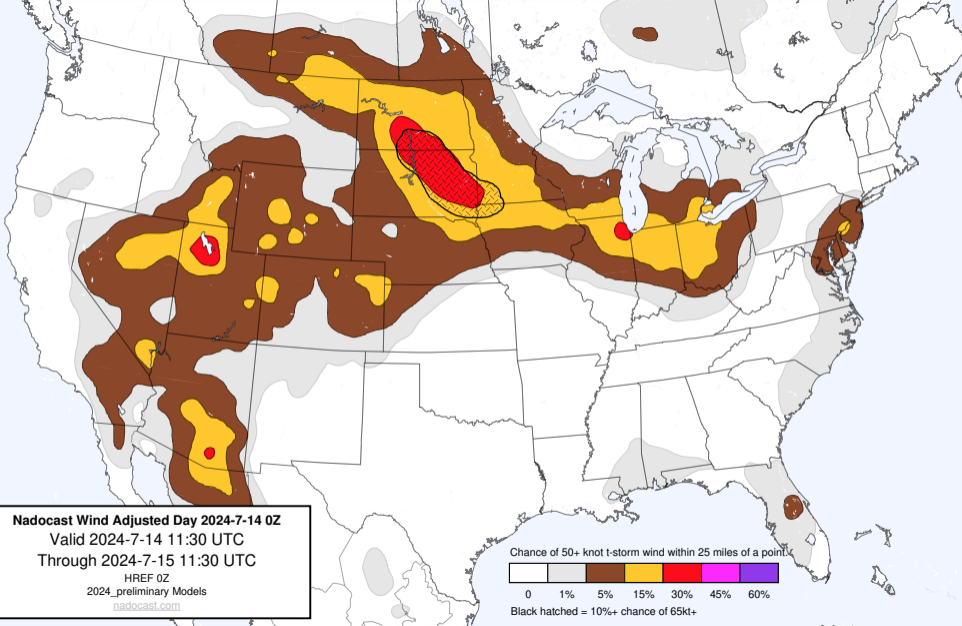 Nadocast Wind Adjusted Day 2024-7-14 0Z
Valid 2024-7-14 11:30 UTC
Through 2024-7-15 11:30 UTC
HREF 0Z
2024_preliminary Models
nadocast.com
Chance of 50+ knot t-storm wind within 25 miles of a point.
0 1% 5% 15% 30% 45% 60%
Black hatched = 10%+ chance of 65kt+